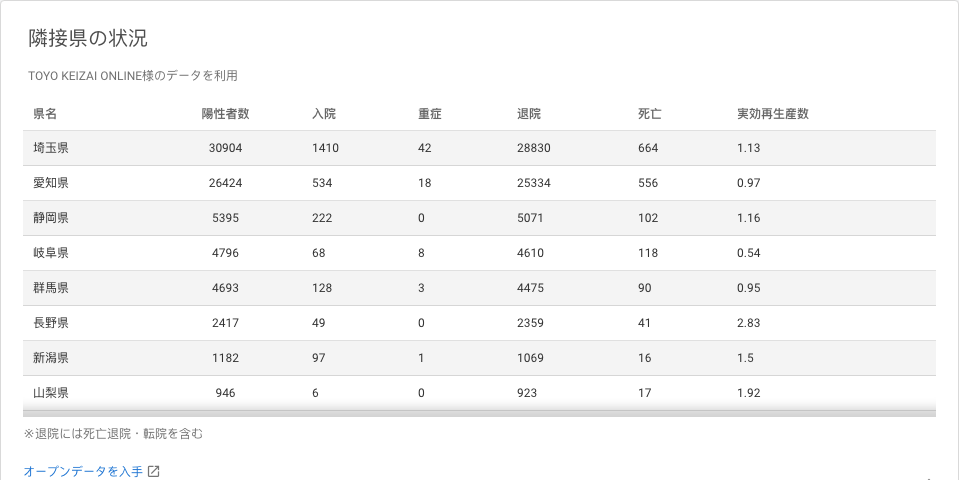 隣接県の状況
TOYO KEIZAI ONLINE様のデータを利用
県名 陽性者数 入院 重症 退院 死亡 実効再生産数
埼玉県 30904 1410 42 28830 664 1.13
愛知県 26424 534 18 25334 556 0.97
静岡県 5395 222 0 5071 102 1.16
岐阜県 4796 68 8 4610 118 0.54
群馬県 4693 128 3 4475 90 0.95
長野県 2417 49 0 2359 41 2.83
新潟県 1182 97 1 1069 16 1.5
山梨県 946 6 0 923 17 1.92
※退院には死亡退院・転院を含む
オープンデータを入手